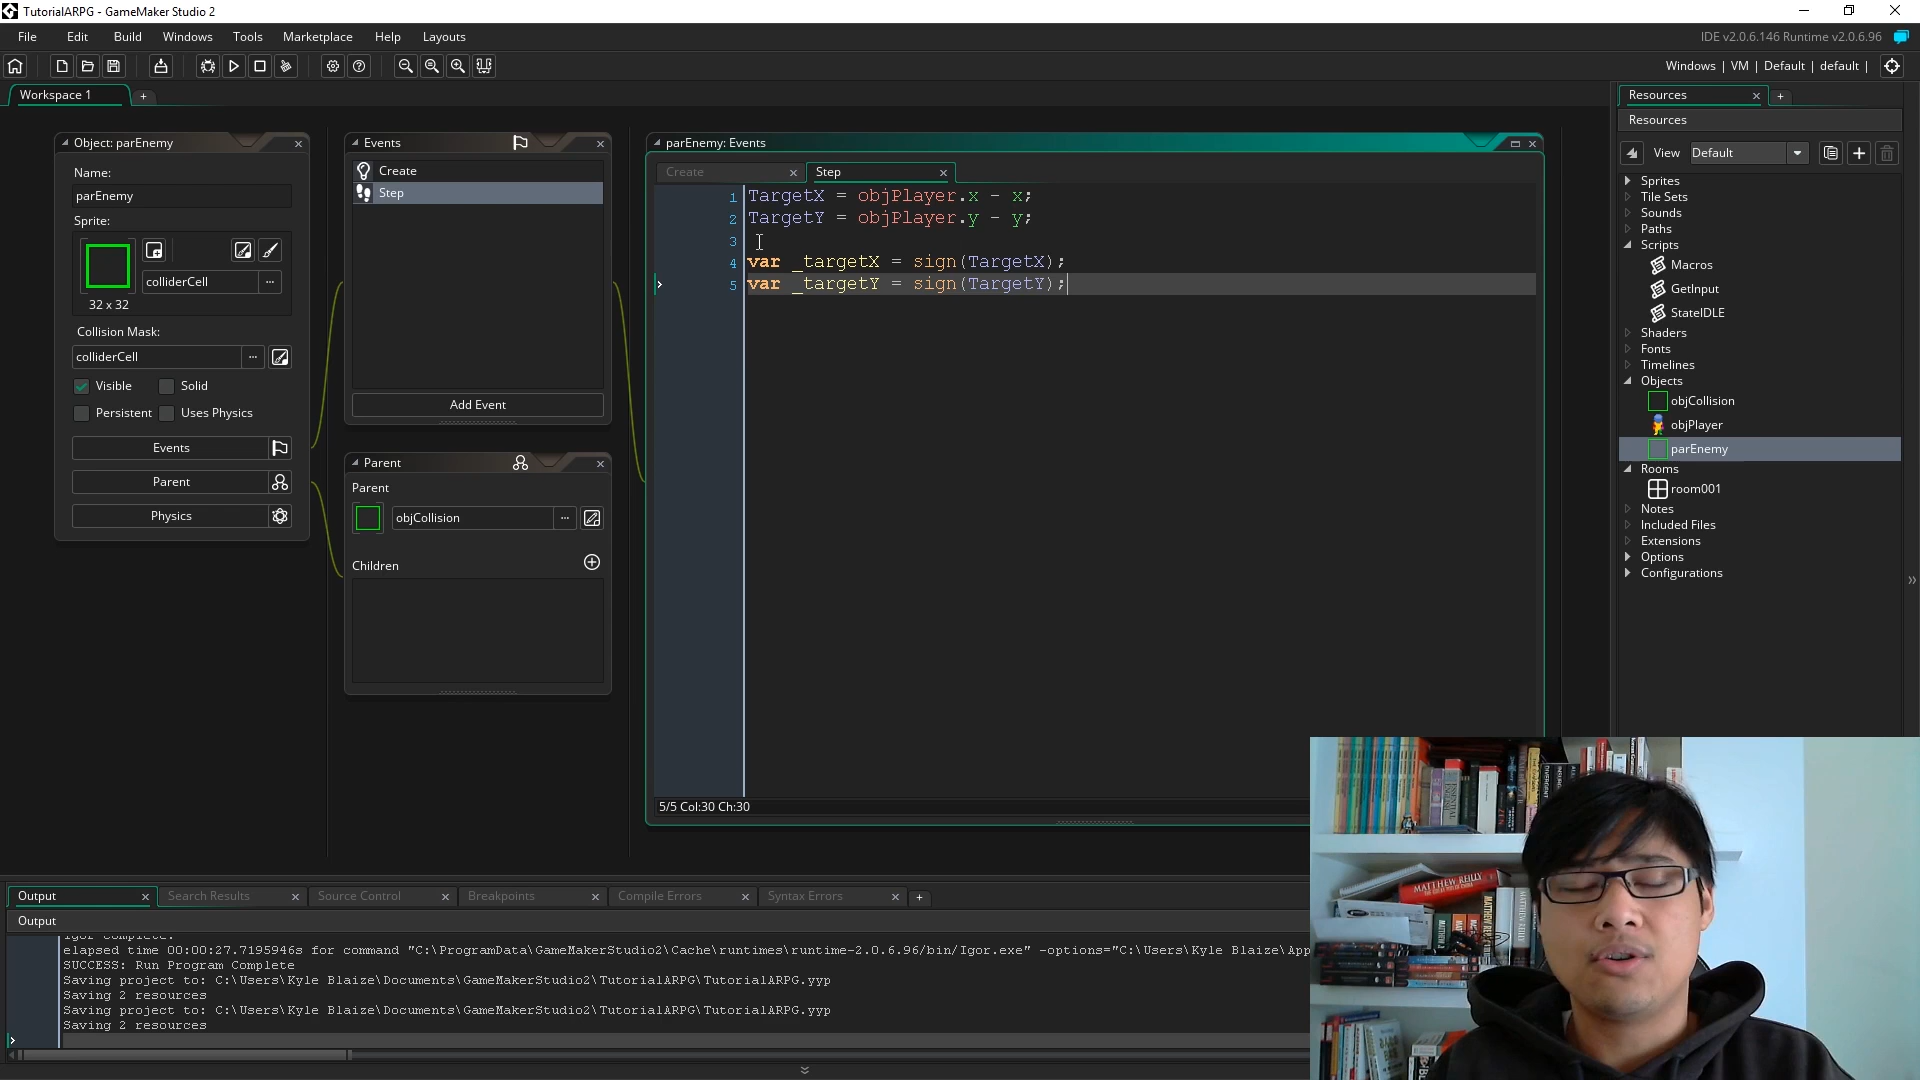 TutorialARPG - GameMaker Studio 2
File Edit Build Windows Tools Marketplace Help Layouts
IDE v2.0.6.146 Runtime v2.0.6.96
Windows | VM | Default | default |
Workspace 1
Object: parEnemy
Name:
parEnemy
Sprite:
colliderCell
32 x 32
Collision Mask:
colliderCell
Visible
Solid
Persistent
Uses Physics
Events
Parent
Physics
Events
Create
Step
Add Event
Parent
Parent
objCollision
Children
parEnemy: Events
Create
Step
1 TargetX = objPlayer.x - x;
2 TargetY = objPlayer.y - y;
3
4 var _targetX = sign(TargetX);
5 var _targetY = sign(TargetY);
5/5 Col:30 Ch:30
Resources
Resources
View Default
Sprites
Tile Sets
Sounds
Paths
Scripts
Macros
GetInput
StateIDLE
Shaders
Fonts
Timelines
Objects
objCollision
objPlayer
parEnemy
Rooms
room001
Notes
Included Files
Extensions
Options
Configurations
Output
Search Results
Source Control
Breakpoints
Compile Errors
Syntax Errors
Output
Igor complete.
elapsed time 00:00:27.7195946s for command "C:\ProgramData\GameMakerStudio2\Cache\runtimes\runtime-2.0.6.96/bin/Igor.exe" -options="C:\Users\Kyle Blaize\App
SUCCESS: Run Program Complete
Saving project to: C:\Users\Kyle Blaize\Documents\GameMakerStudio2\TutorialARPG\TutorialARPG.yyp
Saving 2 resources
Saving project to: C:\Users\Kyle Blaize\Documents\GameMakerStudio2\TutorialARPG\TutorialARPG.yyp
Saving 2 resources
MATTHEW REILLY